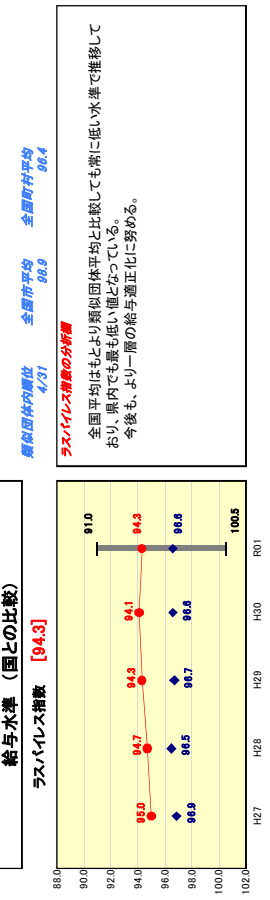 給与水準 （国との比較）
ラスパイレス指数 [94.3]
88.0
90.0
92.0
94.0
96.0
98.0
100.0
102.0
95.0
94.7
94.3
94.1
94.3
96.9
96.5
96.7
96.6
96.6
91.0
100.5
H27
H28
H29
H30
R01
類似団体内順位 全国市平均 全国町村平均
4/31 98.9 96.4
ラスパイレス指数の分析欄
全国平均はもとより類似団体平均と比較しても常に低い水準で推移して
おり、県内でも最も低い値となっている。
今後も、より一層の給与適正化に努める。